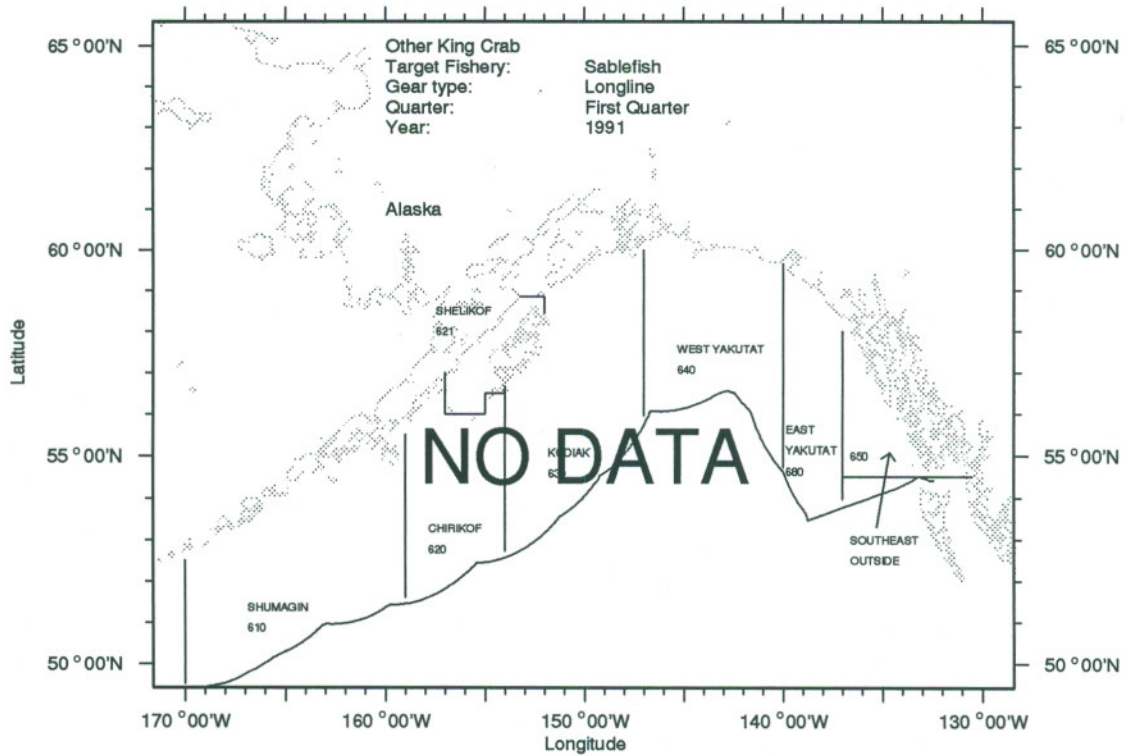 65°00'N
65°00'N
Other King Crab
Target Fishery: Sablefish
Gear type: Longline
Quarter: First Quarter
Year: 1991
Alaska
60°00'N
60°00'N
SHELIKOF
621
Latitude
WEST YAKUTAT
640
NO DATA
KODIAK
EAST
YAKUTAT
680
650
55°00'N
55°00'N
CHIRIKOF
620
SOUTHEAST
OUTSIDE
SHUMAGIN
610
50°00'N
50°00'N
170°00'W
160°00'W
150°00'W
140°00'W
130°00'W
Longitude